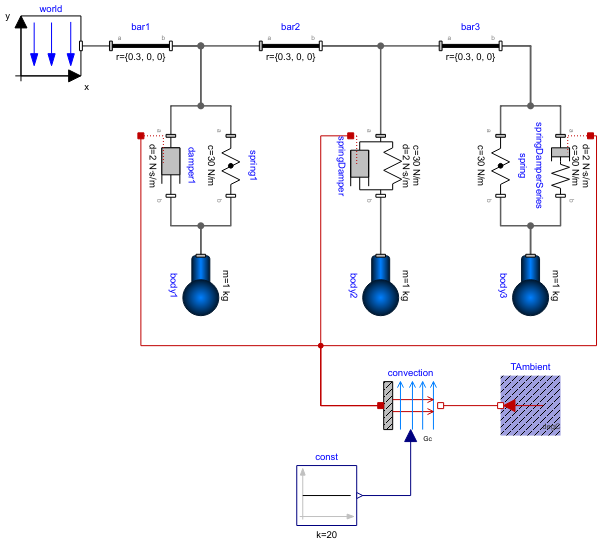 world
y
x
bar1
a
b
r={0.3, 0, 0}
bar2
a
b
r={0.3, 0, 0}
bar3
a
b
r={0.3, 0, 0}
a
b
d=2 N·s/m
damper1
a
b
c=30 N/m
spring1
a
b
springDamper
d=2 N·s/m
c=30 N/m
a
b
c=30 N/m
spring
a
b
springDamperSeries
c=30 N/m
d=2 N·s/m
body1
m=1 kg
body2
m=1 kg
body3
m=1 kg
convection
Gc
TAmbient
const
k=20